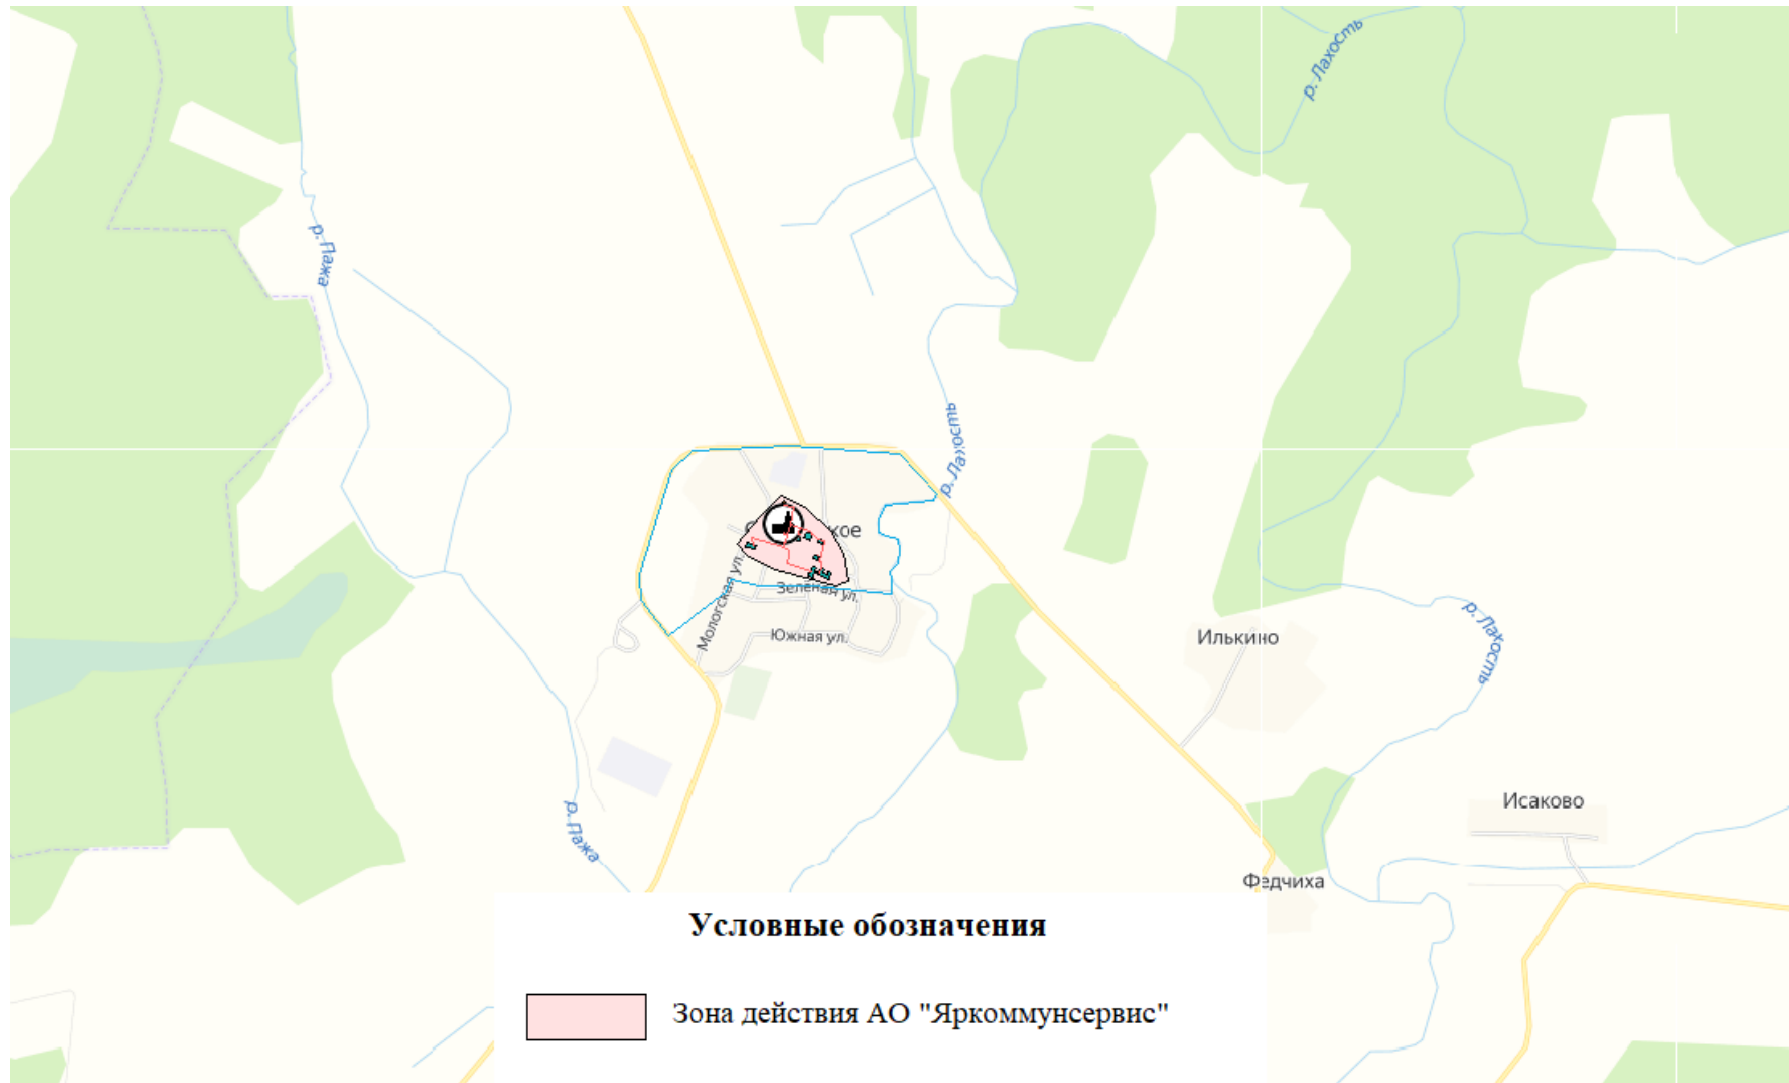 р. Лахость
р. Пажа
р. Лахость
кое
Мологская ул.
Зелёная ул.
Южная ул.
Илькино
р. Лахость
Исаково
р. Пажа
Федчиха
Условные обозначения
Зона действия АО "Яркоммунсервис"